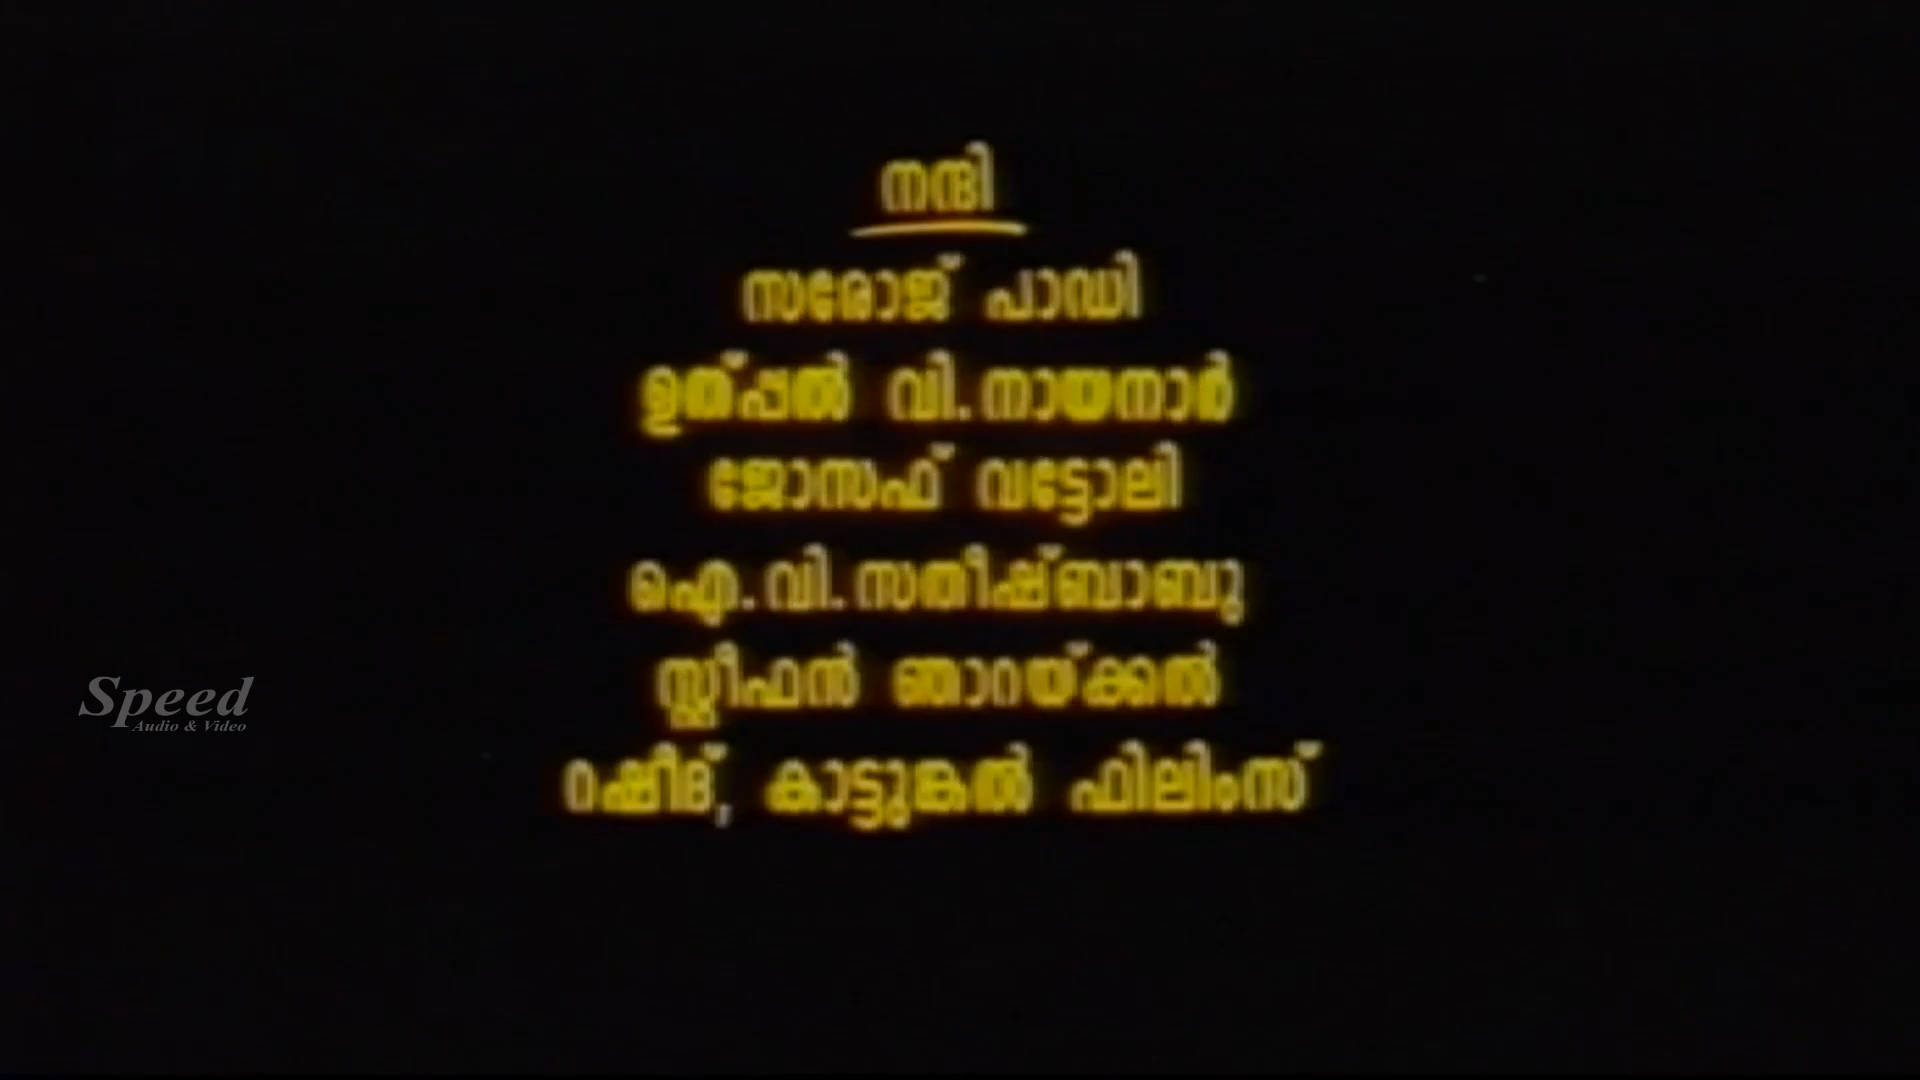 നന്ദി
സരോജ് പാഡി
ഉത്പ്പൽ വി.നായനാർ
ജോസഫ് വട്ടോലി
ഐ.വി.സതീഷ്ബാബു
സ്റ്റീഫൻ ഞാറയ്ക്കൽ
റഷീദ്, കാട്ടുങ്കൽ ഫിലിംസ്
Speed
Audio & Video